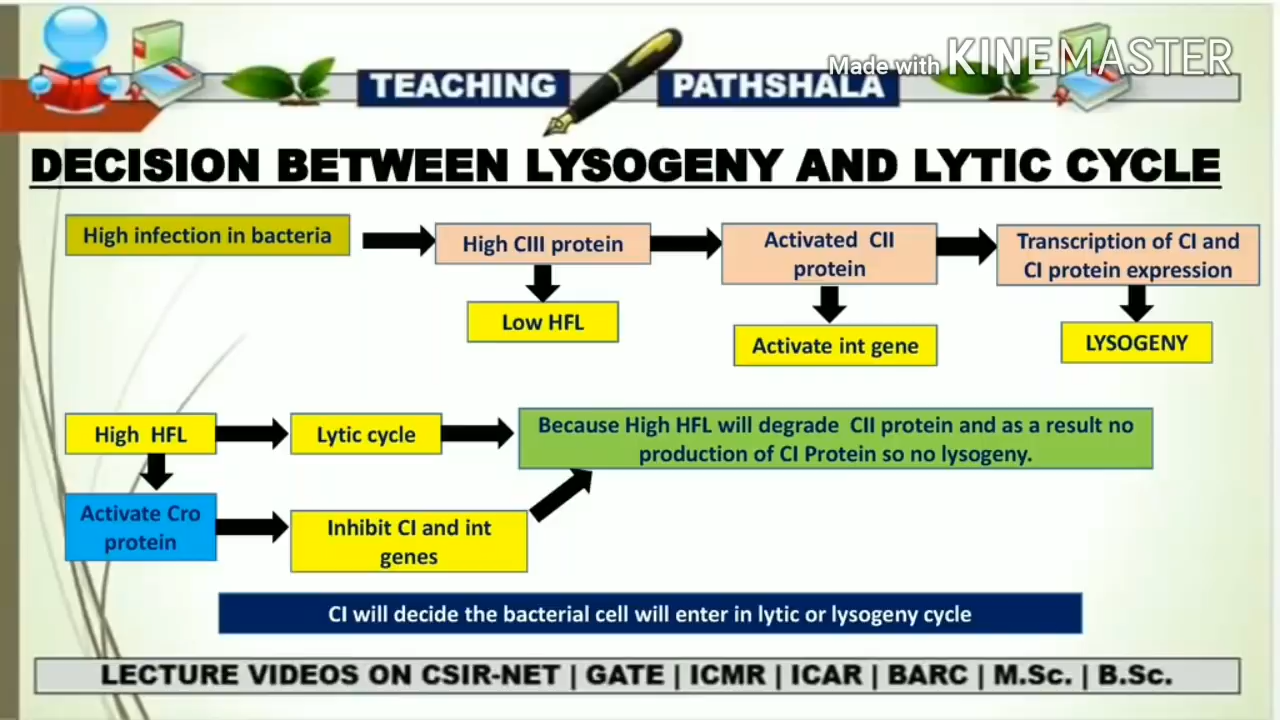 Made with KINEMASTER
TEACHING PATHSHALA
DECISION BETWEEN LYSOGENY AND LYTIC CYCLE
High infection in bacteria
High CIII protein
Activated CII
protein
Transcription of CI and
CI protein expression
Low HFL
Activate int gene
LYSOGENY
High HFL
Lytic cycle
Because High HFL will degrade CII protein and as a result no
production of CI Protein so no lysogeny.
Activate Cro
protein
Inhibit CI and int
genes
CI will decide the bacterial cell will enter in lytic or lysogeny cycle
LECTURE VIDEOS ON CSIR-NET | GATE | ICMR | ICAR | BARC | M.Sc. | B.Sc.